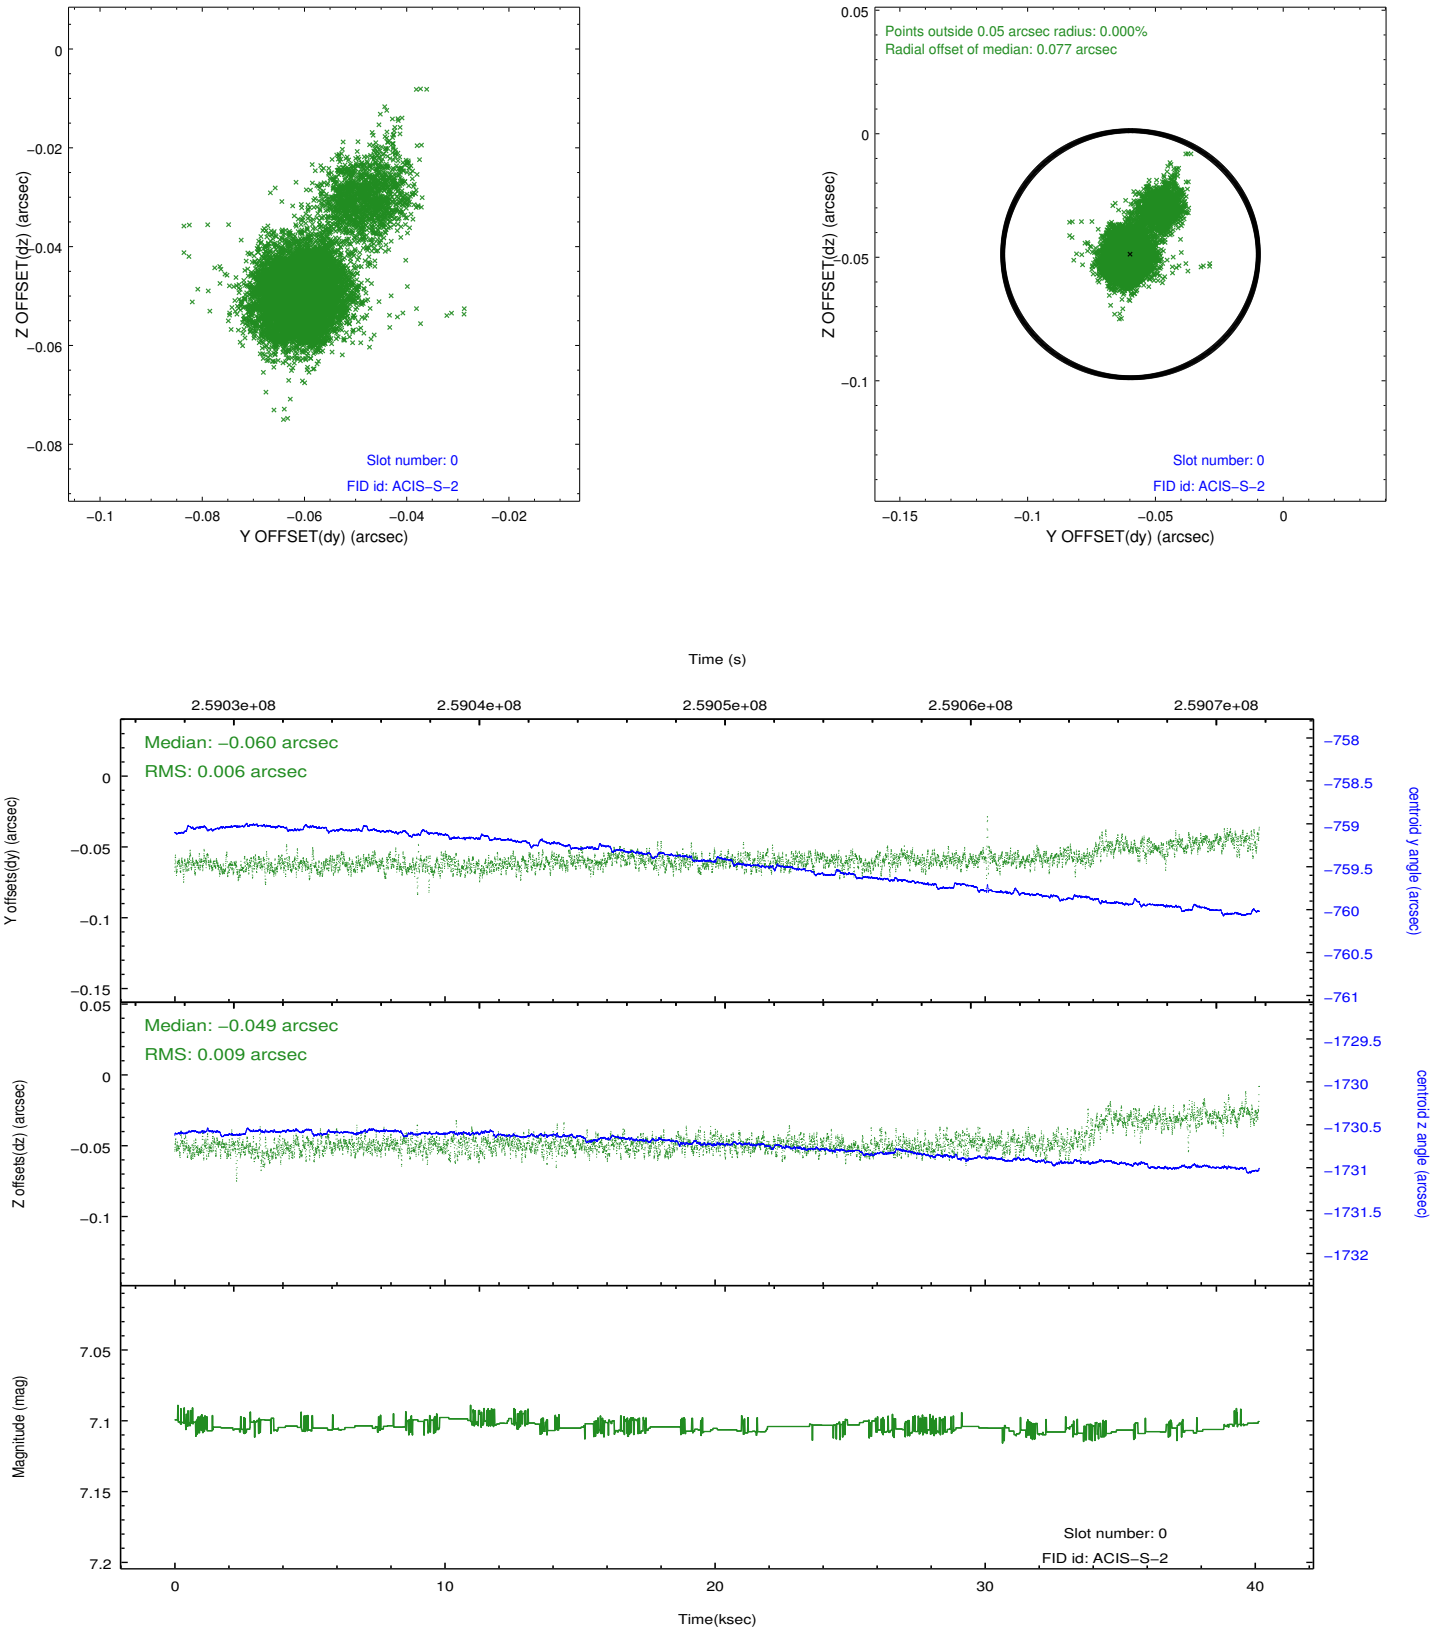 0
−0.02
−0.04
−0.06
−0.08
Z OFFSET(dz) (arcsec)
Slot number: 0
FID id: ACIS−S−2
−0.1
−0.08
−0.06
−0.04
−0.02
Y OFFSET(dy) (arcsec)
0.05
0
−0.05
−0.1
Z OFFSET(dz) (arcsec)
Points outside 0.05 arcsec radius: 0.000%
Radial offset of median: 0.077 arcsec
Slot number: 0
FID id: ACIS−S−2
−0.15
−0.1
−0.05
0
Y OFFSET(dy) (arcsec)
Time (s)
2.5903e+08
2.5904e+08
2.5905e+08
2.5906e+08
2.5907e+08
Median: −0.060 arcsec
RMS: 0.006 arcsec
0
−0.05
−0.1
−0.15
Y offsets(dy) (arcsec)
−758
−758.5
−759
−759.5
−760
−760.5
−761
centroid y angle (arcsec)
Median: −0.049 arcsec
RMS: 0.009 arcsec
0.05
0
−0.05
−0.1
Z offsets(dz) (arcsec)
−1729.5
−1730
−1730.5
−1731
−1731.5
−1732
centroid z angle (arcsec)
7.05
7.1
7.15
7.2
Magnitude (mag)
Slot number: 0
FID id: ACIS−S−2
0
10
20
30
40
Time(ksec)